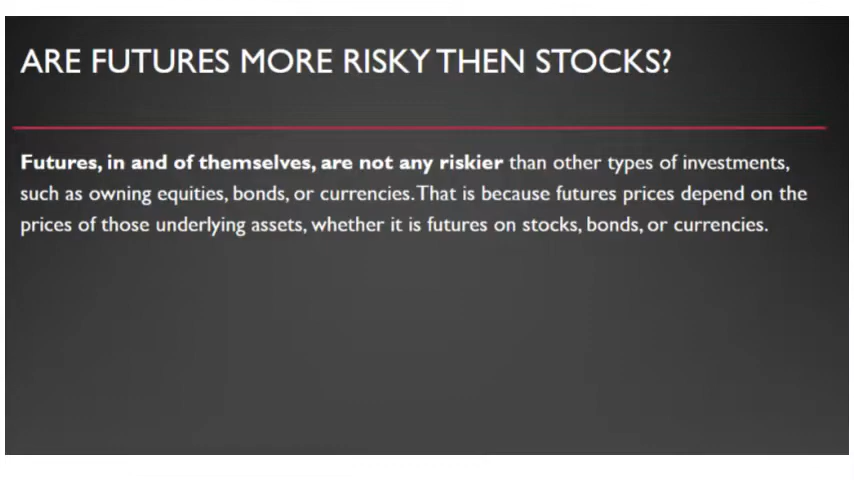 ARE FUTURES MORE RISKY THEN STOCKS?
Futures, in and of themselves, are not any riskier than other types of investments,
such as owning equities, bonds, or currencies. That is because futures prices depend on the
prices of those underlying assets, whether it is futures on stocks, bonds, or currencies.